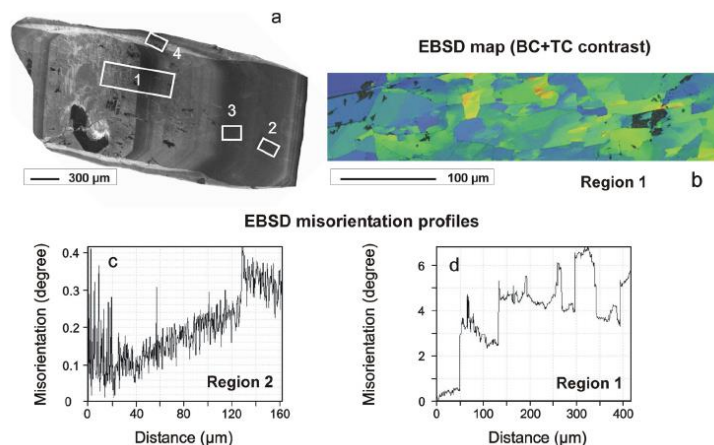 a
4
1
3
2
300 µm
EBSD map (BC+TC contrast)
100 µm
Region 1
b
EBSD misorientation profiles
c
Misorientation (degree)
0.4
0.3
0.2
0.1
0
Region 2
0 40 80 120 160
Distance (µm)
d
Misorientation (degree)
6
4
2
0
Region 1
0 100 200 300 400
Distance (µm)